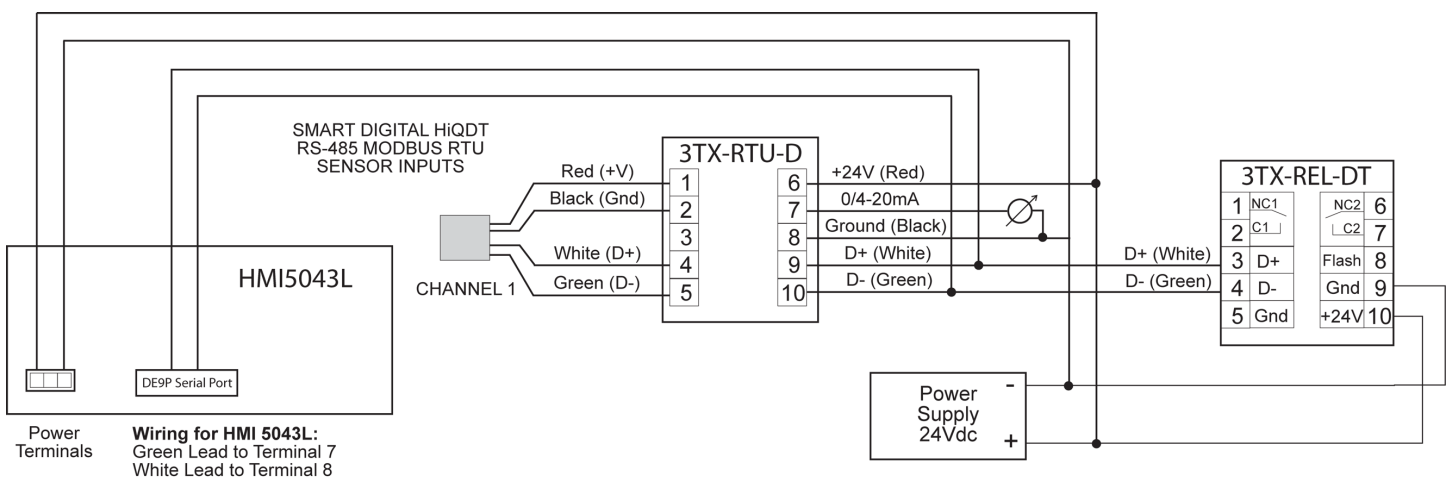 SMART DIGITAL HiQDT
RS-485 MODBUS RTU
SENSOR INPUTS
CHANNEL 1
Red (+V)
Black (Gnd)
White (D+)
Green (D-)
3TX-RTU-D
1
2
3
4
5
6
7
8
9
10
+24V (Red)
0/4-20mA
Ground (Black)
D+ (White)
D- (Green)
D+ (White)
D- (Green)
3TX-REL-DT
1 NC1
2 C1
3 D+
4 D-
5 Gnd
NC2 6
C2 7
Flash 8
Gnd 9
+24V 10
HMI5043L
DE9P Serial Port
Power
Terminals
Wiring for HMI 5043L:
Green Lead to Terminal 7
White Lead to Terminal 8
Power
Supply
24Vdc
-
+